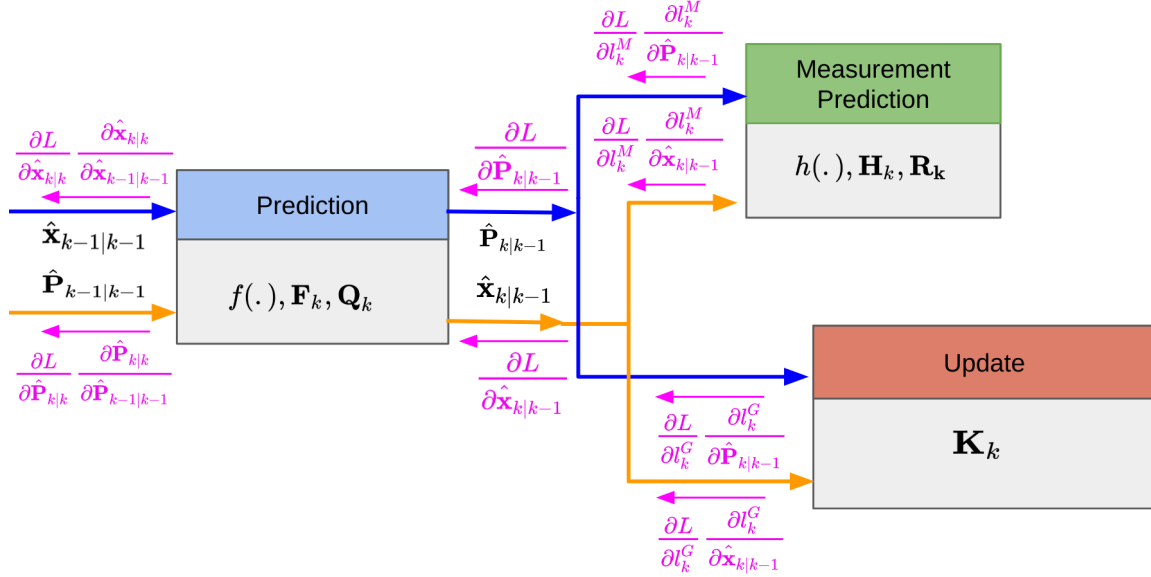 ∂L/∂l_k^M ∂l_k^M/∂P̂_{k|k-1}
Measurement
Prediction
∂L/∂l_k^M ∂l_k^M/∂x̂_{k|k-1}
h(.), H_k, R_k
∂L/∂x̂_{k|k} ∂x̂_{k|k}/∂x̂_{k-1|k-1}
∂L/∂P̂_{k|k-1}
Prediction
x̂_{k-1|k-1}
P̂_{k|k-1}
P̂_{k-1|k-1}
f(.), F_k, Q_k
x̂_{k|k-1}
∂L/∂P̂_{k|k} ∂P̂_{k|k}/∂P̂_{k-1|k-1}
∂L/∂x̂_{k|k-1}
Update
∂L/∂l_k^G ∂l_k^G/∂P̂_{k|k-1}
K_k
∂L/∂l_k^G ∂l_k^G/∂x̂_{k|k-1}